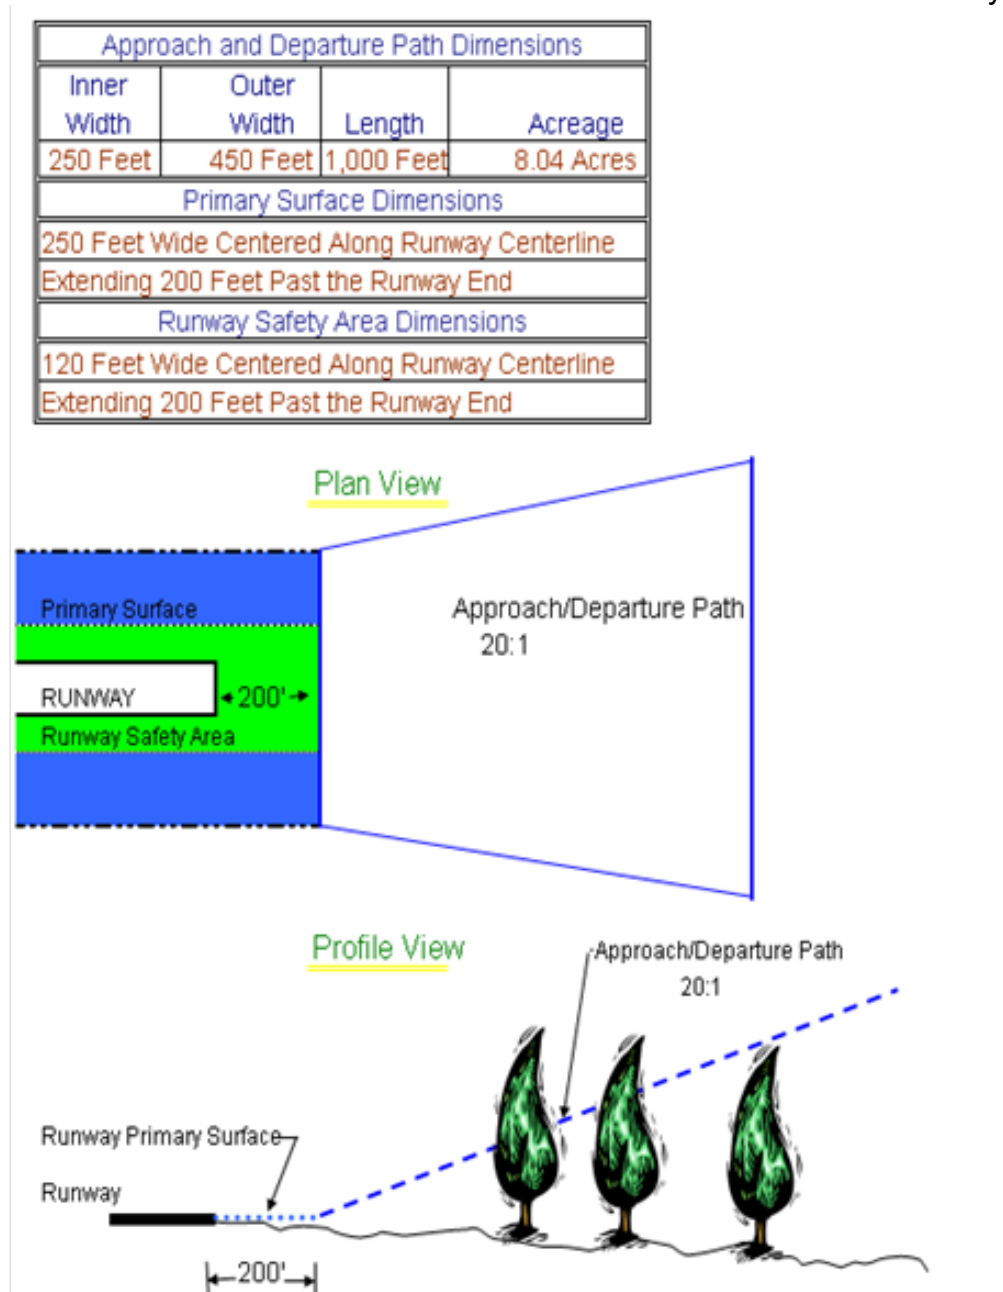 Approach and Departure Path Dimensions
Inner Width Outer Width Length Acreage
250 Feet 450 Feet 1,000 Feet 8.04 Acres
Primary Surface Dimensions
250 Feet Wide Centered Along Runway Centerline
Extending 200 Feet Past the Runway End
Runway Safety Area Dimensions
120 Feet Wide Centered Along Runway Centerline
Extending 200 Feet Past the Runway End
Plan View
Primary Surface
Approach/Departure Path
20:1
RUNWAY
200'
Runway Safety Area
Profile View
Approach/Departure Path
20:1
Runway Primary Surface
Runway
200'